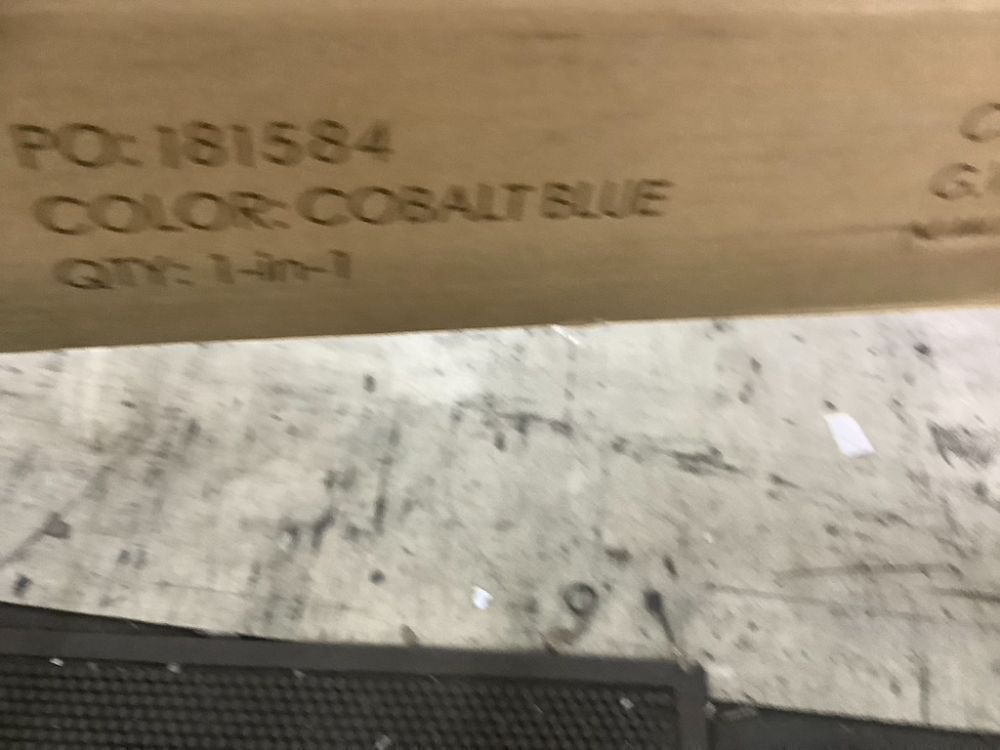 PO: 181584
COLOR: COBALT BLUE
QTY: 1-in-1
C
G.